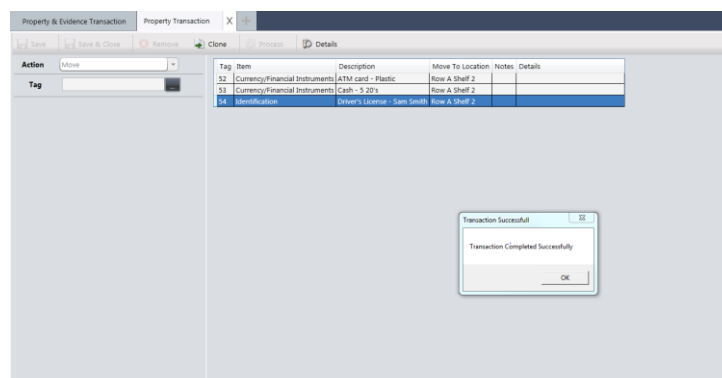 Property & Evidence Transaction Property Transaction X +
Save Save & Close Remove Clone Process Details
Action Move
Tag ...
Tag Item Description Move To Location Notes Details
52 Currency/Financial Instruments ATM card - Plastic Row A Shelf 2
53 Currency/Financial Instruments Cash - 5 20's Row A Shelf 2
54 Identification Driver's License - Sam Smith Row A Shelf 2
Transaction Successfull
Transaction Completed Successfully
OK